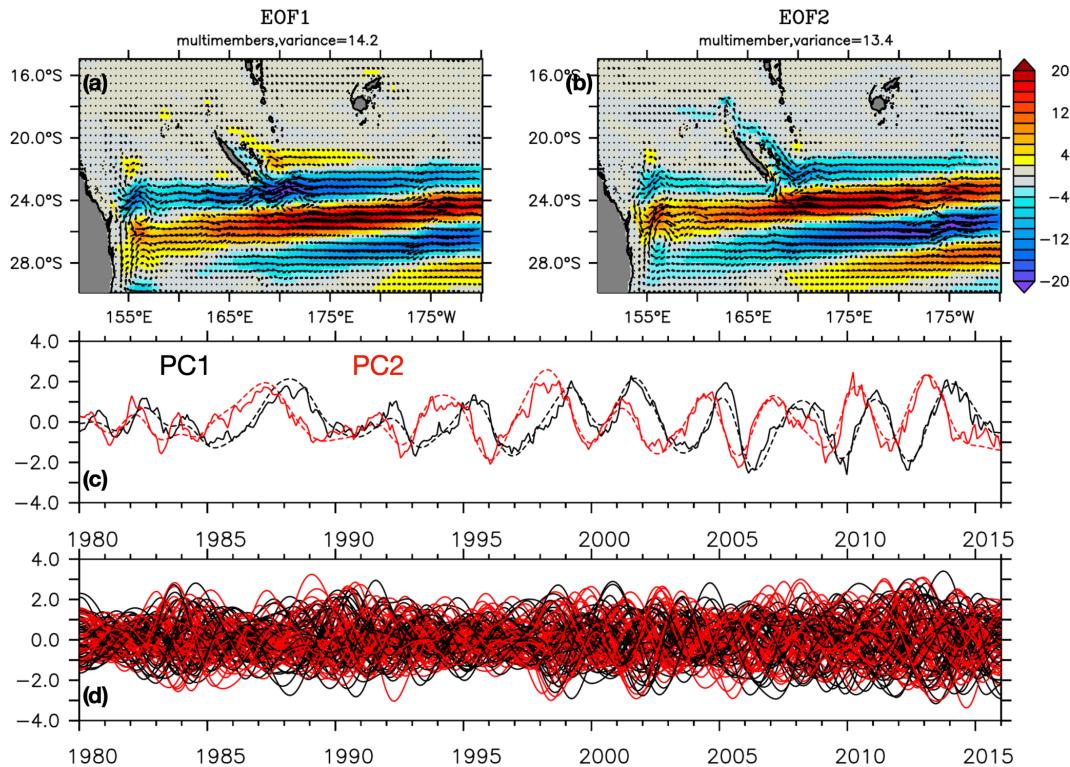 EOF1
EOF2
multimembers,variance=14.2
multimember,variance=13.4
(a)
(b)
16.0°S
20.0°S
24.0°S
28.0°S
155°E
165°E
175°E
175°W
16.0°S
20.0°S
24.0°S
28.0°S
155°E
165°E
175°E
175°W
20
12
4
−4
−12
−20
4.0
2.0
0.0
−2.0
−4.0
PC1
PC2
(c)
1980
1985
1990
1995
2000
2005
2010
2015
4.0
2.0
0.0
−2.0
−4.0
(d)
1980
1985
1990
1995
2000
2005
2010
2015